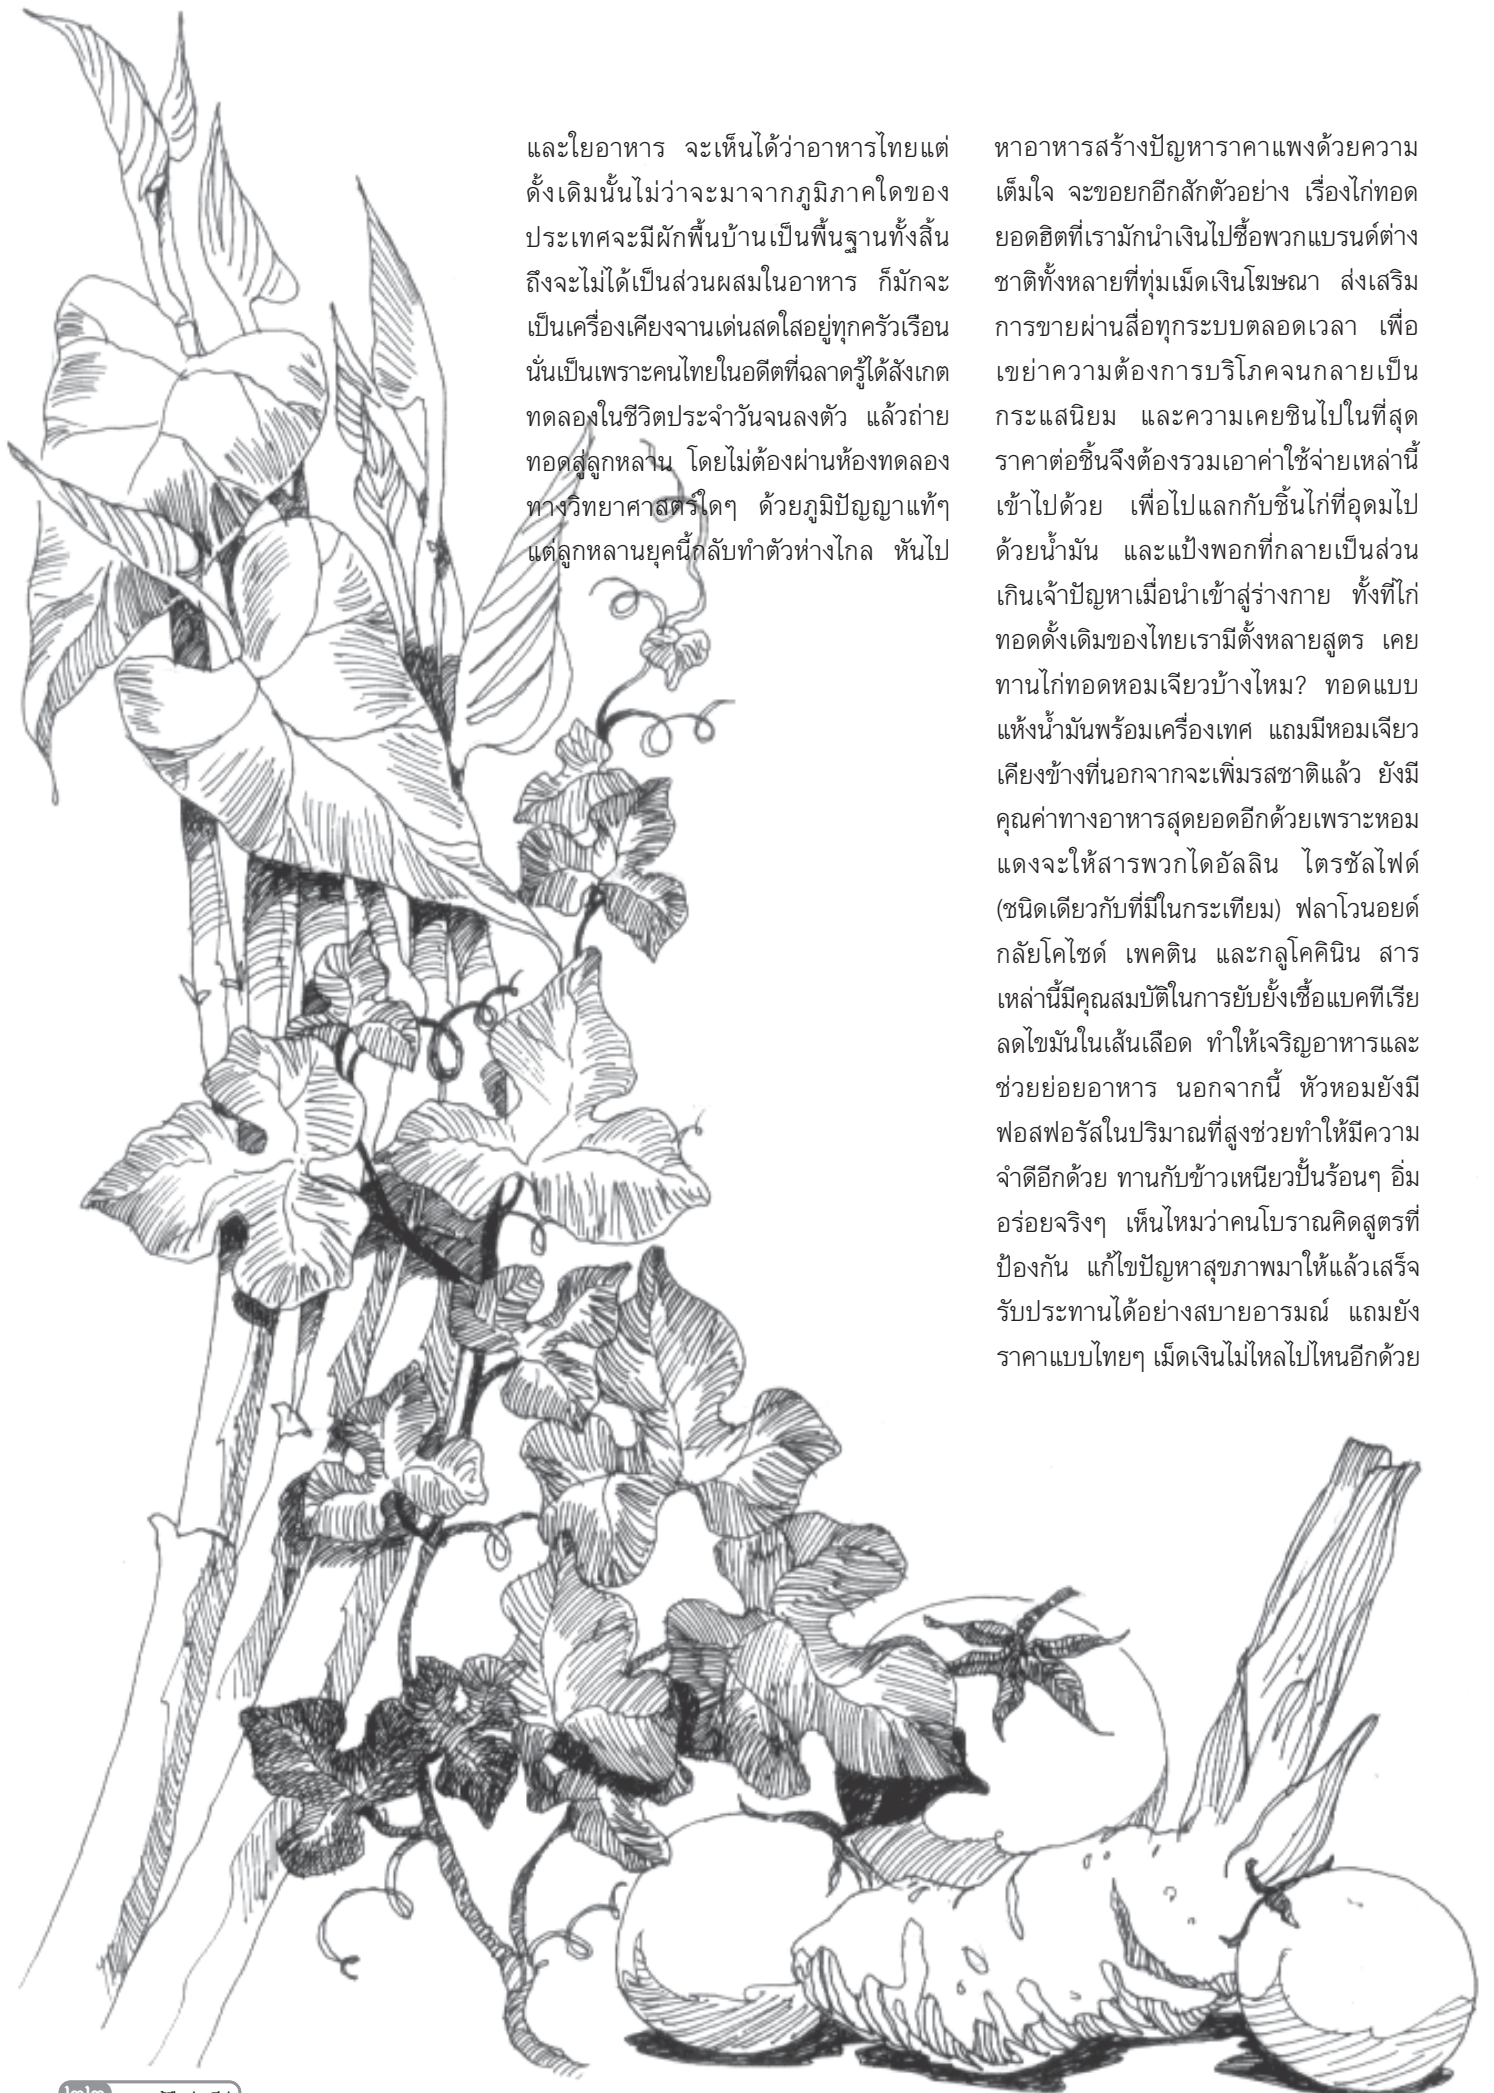 และใยอาหาร จะเห็นได้ว่าอาหารไทยแต่
ดั้งเดิมนั้นไม่ว่าจะมาจากภูมิภาคใดของ
ประเทศจะมีผักพื้นบ้านเป็นพื้นฐานทั้งสิ้น
ถึงจะไม่ได้เป็นส่วนผสมในอาหาร ก็มักจะ
เป็นเครื่องเคียงจานเด่นสดใสอยู่ทุกครัวเรือน
นั่นเป็นเพราะคนไทยในอดีตที่ฉลาดรู้ได้สังเกต
ทดลองในชีวิตประจำวันจนลงตัว แล้วถ่าย
ทอดสู่ลูกหลาน โดยไม่ต้องผ่านห้องทดลอง
ทางวิทยาศาสตร์ใดๆ ด้วยภูมิปัญญาแท้ๆ
แต่ลูกหลานยุคนี้กลับทำตัวห่างไกล หันไป
หาอาหารสร้างปัญหาราคาแพงด้วยความ
เต็มใจ จะขอยกอีกสักตัวอย่าง เรื่องไก่ทอด
ยอดฮิตที่เรามักนำเงินไปซื้อพวกแบรนด์ต่าง
ชาติทั้งหลายที่ทุ่มเม็ดเงินโฆษณา ส่งเสริม
การขายผ่านสื่อทุกระบบตลอดเวลา เพื่อ
เขย่าความต้องการบริโภคจนกลายเป็น
กระแสนิยม และความเคยชินไปในที่สุด
ราคาต่อชิ้นจึงต้องรวมเอาค่าใช้จ่ายเหล่านี้
เข้าไปด้วย เพื่อไปแลกกับชิ้นไก่ที่อุดมไป
ด้วยน้ำมัน และแป้งพอกที่กลายเป็นส่วน
เกินเจ้าปัญหาเมื่อนำเข้าสู่ร่างกาย ทั้งที่ไก่
ทอดดั้งเดิมของไทยเรามีตั้งหลายสูตร เคย
ทานไก่ทอดหอมเจียวบ้างไหม? ทอดแบบ
แห้งน้ำมันพร้อมเครื่องเทศ แถมมีหอมเจียว
เคียงข้างที่นอกจากจะเพิ่มรสชาติแล้ว ยังมี
คุณค่าทางอาหารสุดยอดอีกด้วยเพราะหอม
แดงจะให้สารพวกไดอัลลิน ไตรซัลไฟด์
(ชนิดเดียวกับที่มีในกระเทียม) ฟลาโวนอยด์
กลัยโคไซด์ เพคติน และกลูโคคินิน สาร
เหล่านี้มีคุณสมบัติในการยับยั้งเชื้อแบคทีเรีย
ลดไขมันในเส้นเลือด ทำให้เจริญอาหารและ
ช่วยย่อยอาหาร นอกจากนี้ หัวหอมยังมี
ฟอสฟอรัสในปริมาณที่สูงช่วยทำให้มีความ
จำดีอีกด้วย ทานกับข้าวเหนียวปั้นร้อนๆ อิ่ม
อร่อยจริงๆ เห็นไหมว่าคนโบราณคิดสูตรที่
ป้องกัน แก้ไขปัญหาสุขภาพมาให้แล้วเสร็จ
รับประทานได้อย่างสบายอารมณ์ แถมยัง
ราคาแบบไทยๆ เม็ดเงินไม่ไหลไปไหนอีกด้วย